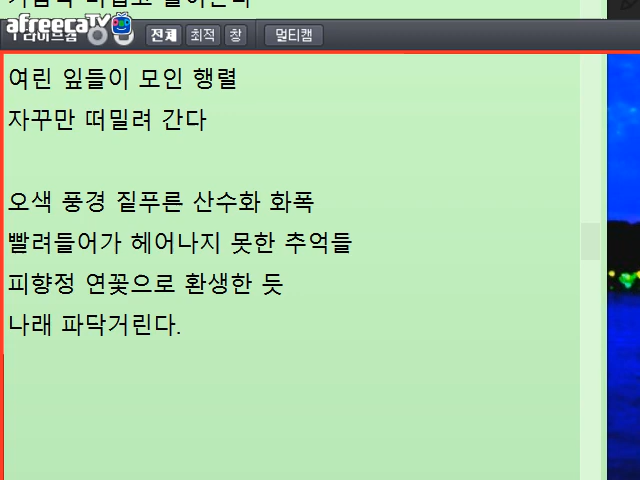 afreecaTV
전체 최적 창 멀티캠
여린 잎들이 모인 행렬
자꾸만 떠밀려 간다
오색 풍경 짙푸른 산수화 화폭
빨려들어가 헤어나지 못한 추억들
피향정 연꽃으로 환생한 듯
나래 파닥거린다.